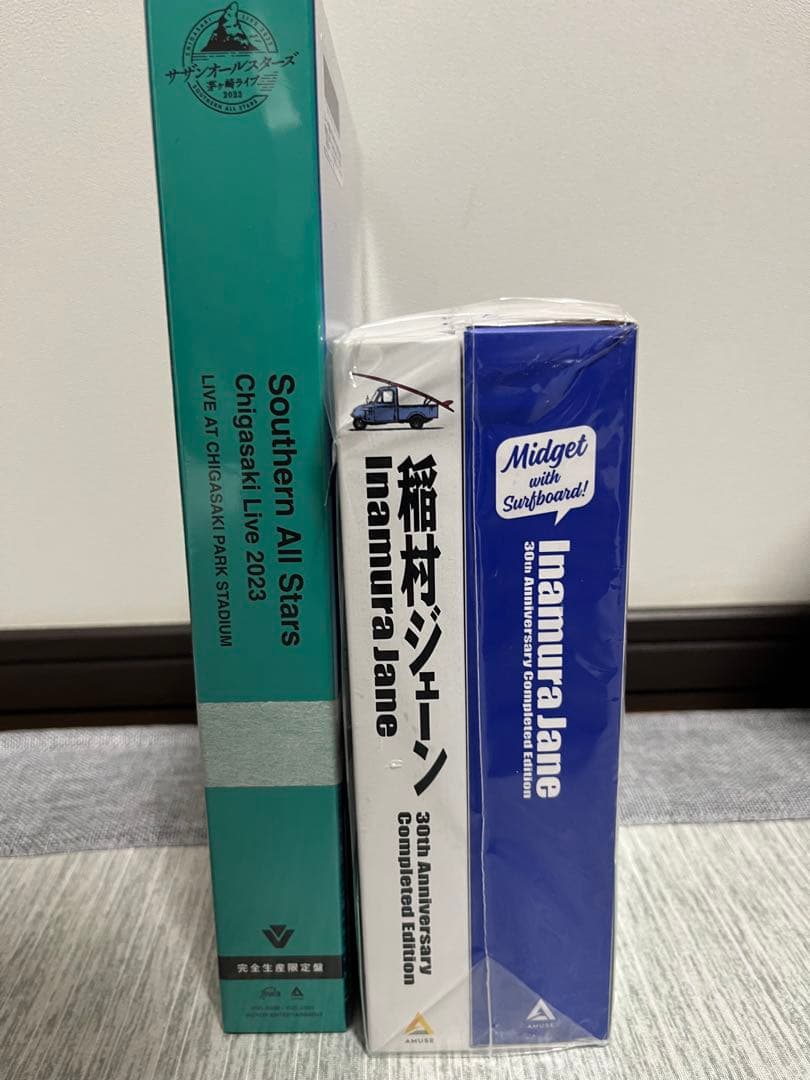 CHIGASAKI LIVE 2023
サザンオールスターズ
茅ヶ崎ライブ
2023
SOUTHERN ALL STARS
Southern All Stars
Chigasaki Live 2023
LIVE AT CHIGASAKI PARK STADIUM
完全生産限定盤
稲村ジェーン
Inamura Jane
30th Anniversary
Completed Edition
AMUSE
Midget
with
Surfboard!
Inamura Jane
30th Anniversary Completed Edition
AMUSE